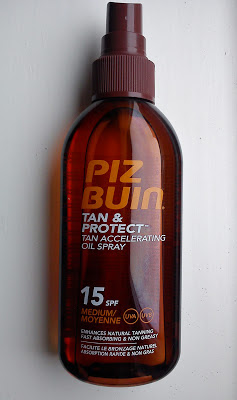 PIZ
BUIN
TAN &
PROTECT™
TAN ACCELERATING
OIL SPRAY
15 SPF
MEDIUM/
MOYENNE
UVA UVB
ENHANCES NATURAL TANNING
FAST ABSORBING & NON GREASY
FACILITE LE BRONZAGE NATUREL
ABSORPTION RAPIDE & NON GRAS